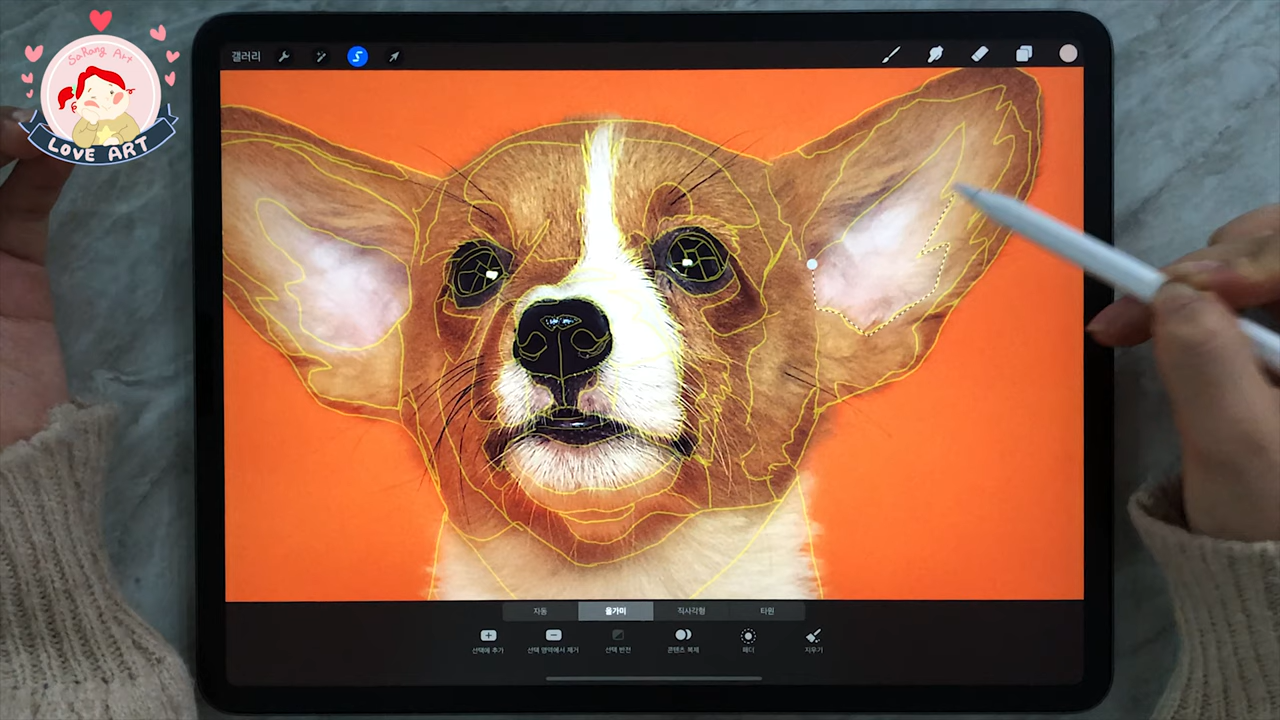 SaRang Art
LOVE ART
갤러리
자동 올가미 직사각형 타원
선택에 추가 선택 영역에서 제거 선택 반전 콘텐츠 복제 페더 지우기